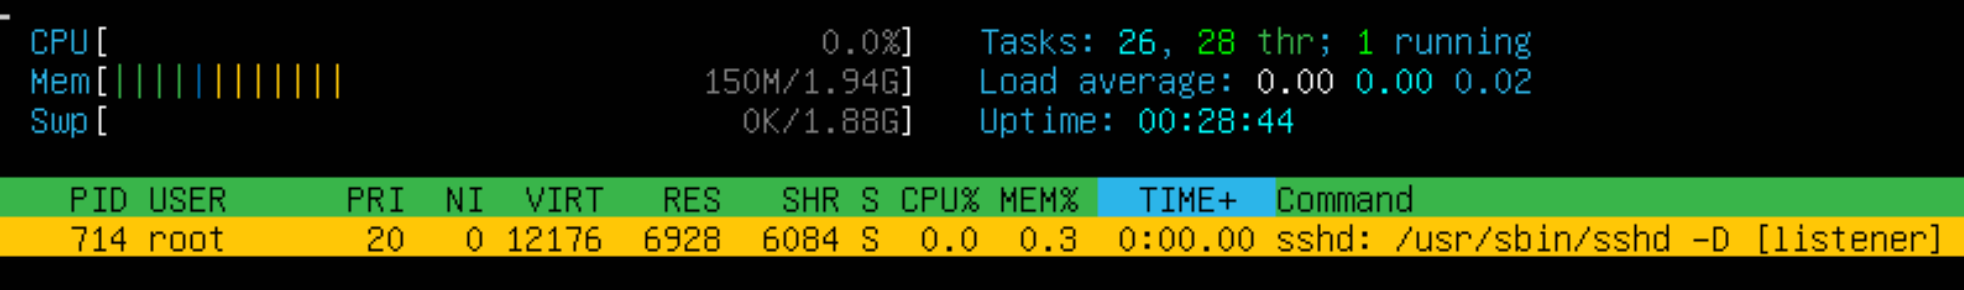 CPU[ 0.0%] Tasks: 26, 28 thr; 1 running
Mem[||||||||||||| 150M/1.94G] Load average: 0.00 0.00 0.02
Swp[ 0K/1.88G] Uptime: 00:28:44
PID USER PRI NI VIRT RES SHR S CPU% MEM% TIME+ Command
714 root 20 0 12176 6928 6084 S 0.0 0.3 0:00.00 sshd: /usr/sbin/sshd -D [listener]